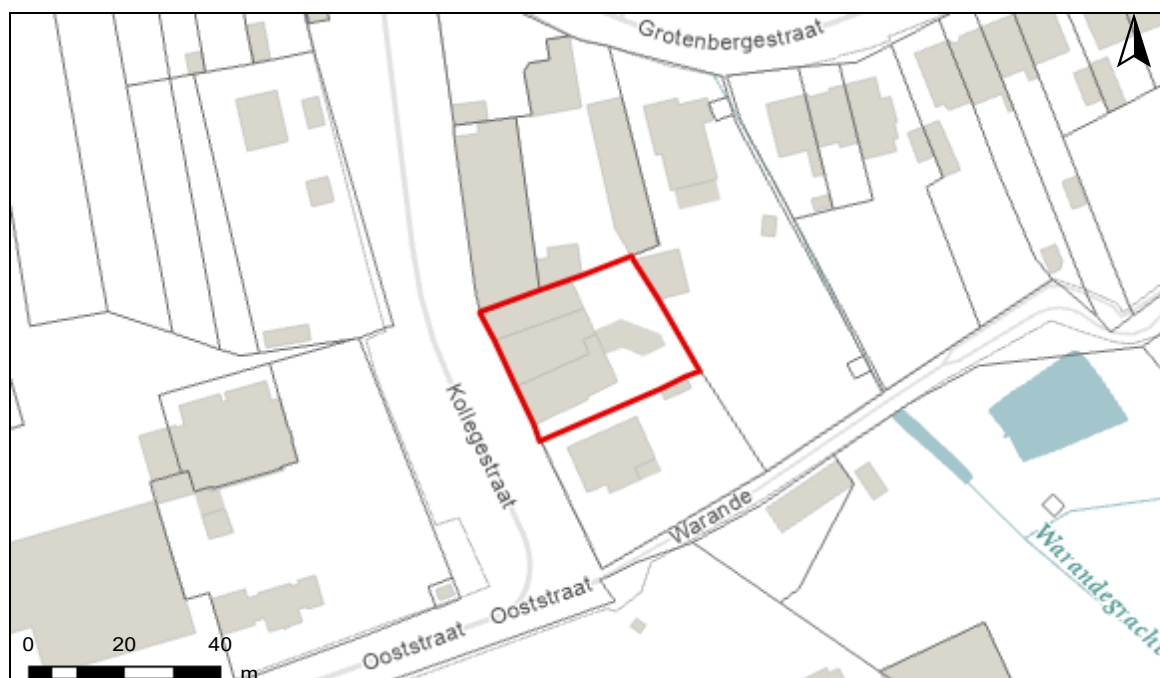 Grotenbergestraat
Kollegestraat
Warande
Ooststraat
Ooststraat
Warandegracht
0 20 40
m